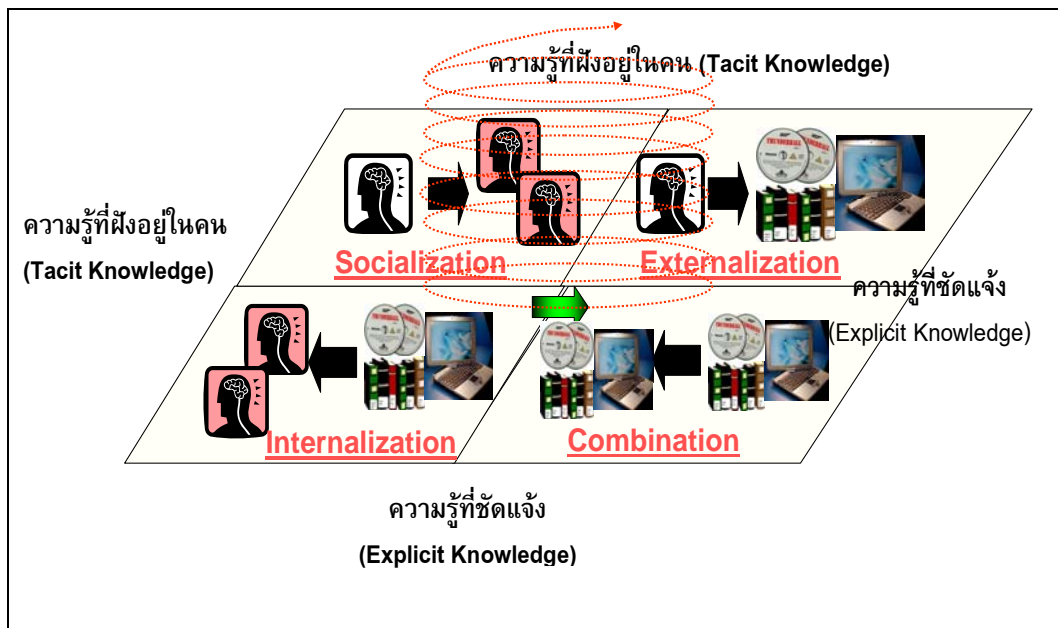 ความรู้ที่ฝังอยู่ในคน (Tacit Knowledge)
ความรู้ที่ฝังอยู่ในคน
(Tacit Knowledge)
Socialization
Externalization
ความรู้ที่ชัดแจ้ง
(Explicit Knowledge)
Internalization
Combination
ความรู้ที่ชัดแจ้ง
(Explicit Knowledge)